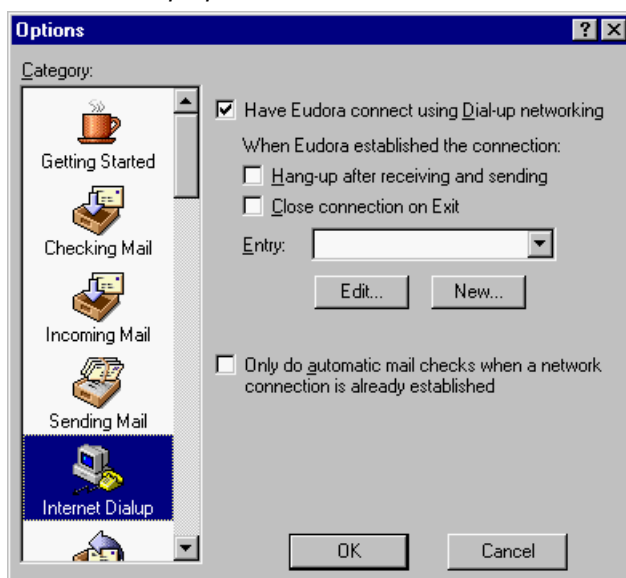 Options
Category:
Getting Started
Checking Mail
Incoming Mail
Sending Mail
Internet Dialup
Have Eudora connect using Dial-up networking
When Eudora established the connection:
Hang-up after receiving and sending
Close connection on Exit
Entry:
Edit...
New...
Only do automatic mail checks when a network
connection is already established
OK
Cancel